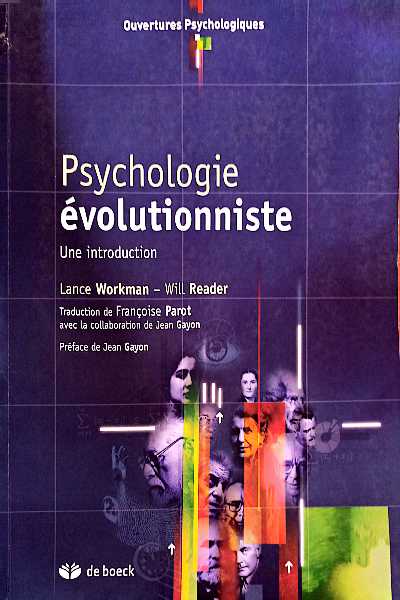 Ouvertures Psychologiques
Psychologie
évolutionniste
Une introduction
Lance Workman – Will Reader
Traduction de Françoise Parot
avec la collaboration de Jean Gayon
Préface de Jean Gayon
de boeck